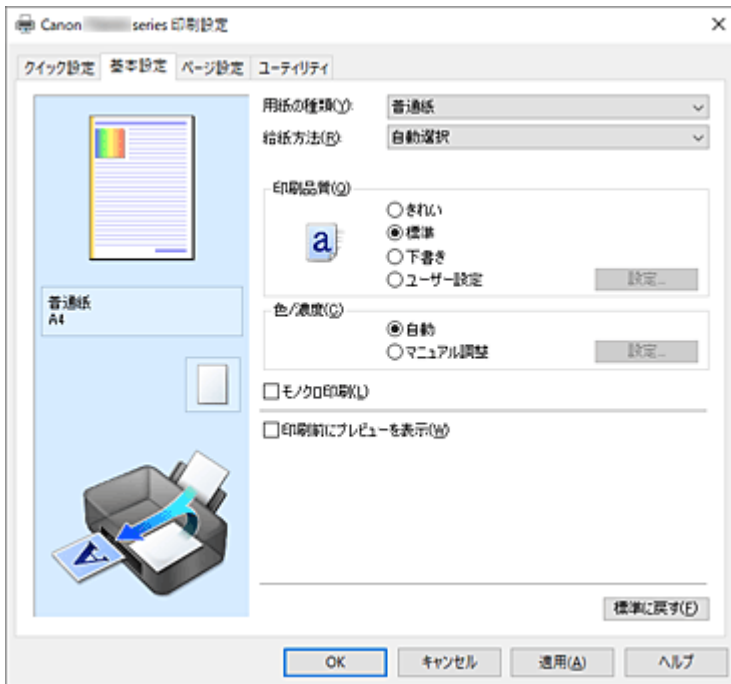 Canon series 印刷設定
クイック設定 基本設定 ページ設定 ユーティリティ
用紙の種類(Y): 普通紙
給紙方法(R): 自動選択
印刷品質(Q)
きれい
標準
下書き
ユーザー設定 設定...
a
普通紙
A4
色/濃度(C)
自動
マニュアル調整 設定...
モノクロ印刷(L)
印刷前にプレビューを表示(W)
A
標準に戻す(F)
OK キャンセル 適用(A) ヘルプ